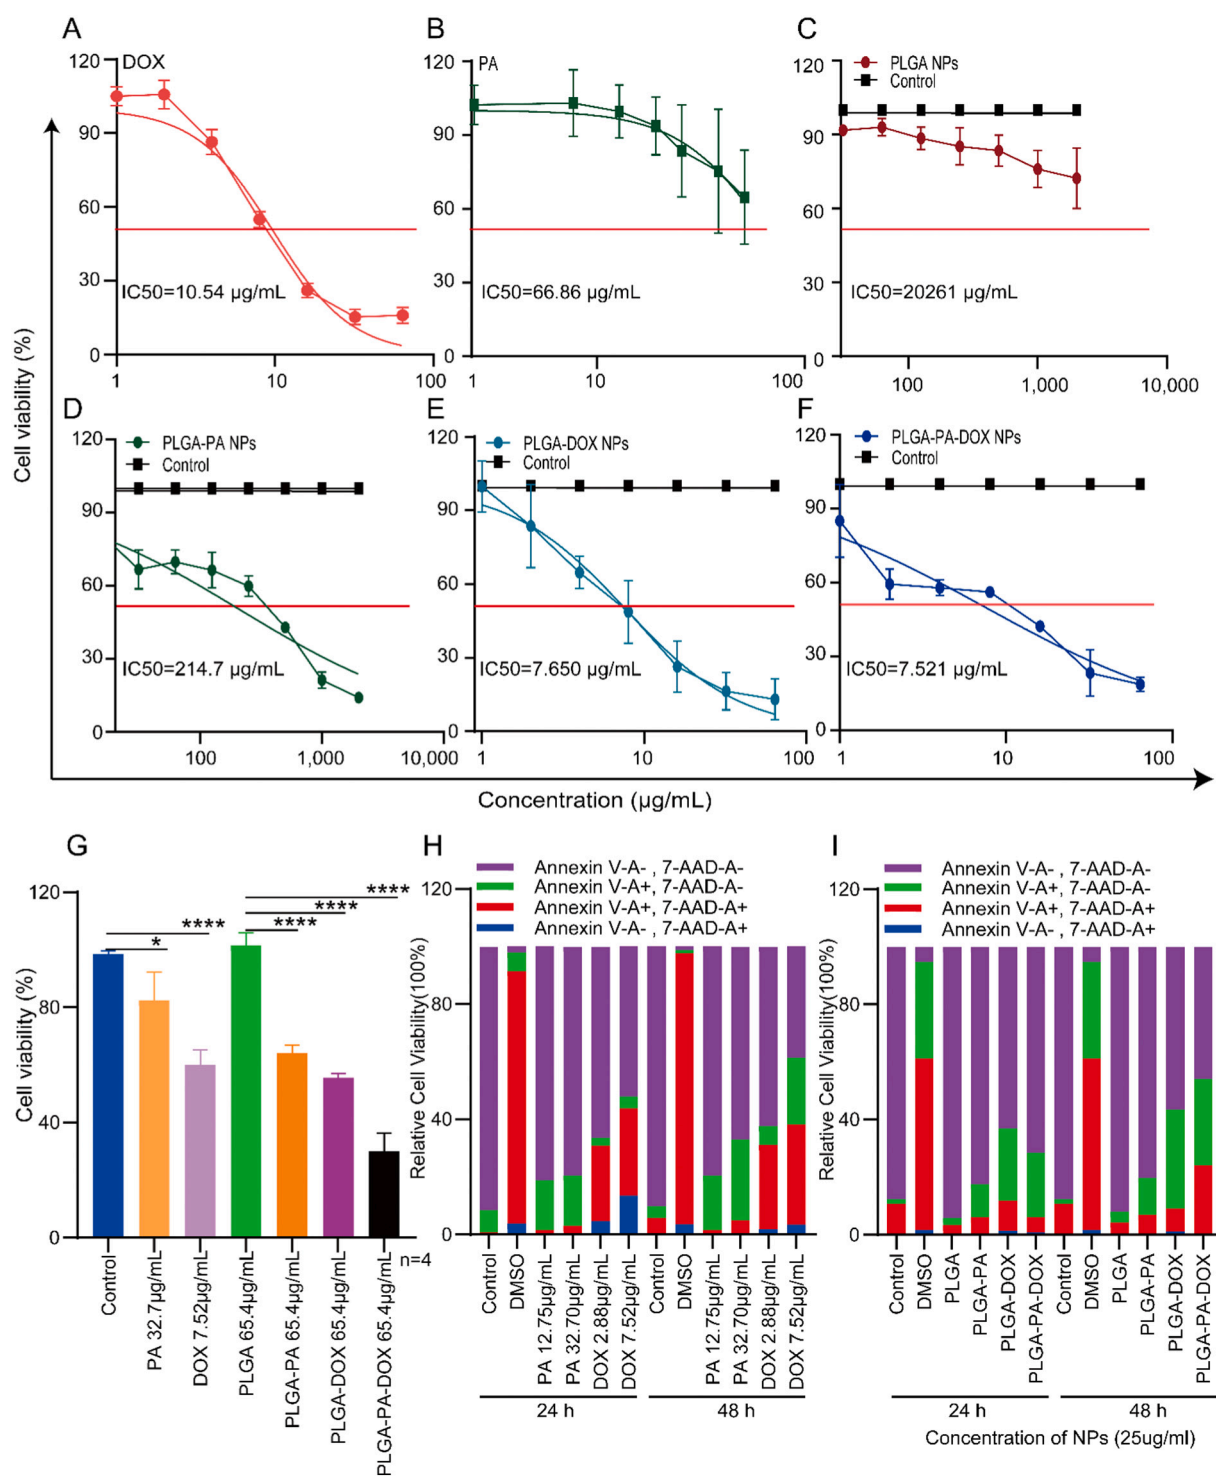 A
DOX
120
90
60
30
0
IC50=10.54 µg/mL
1
10
100
B
PA
120
90
60
30
0
IC50=66.86 µg/mL
1
10
100
C
PLGA NPs
Control
120
90
60
30
0
IC50=20261 µg/mL
100
1,000
10,000
Cell viability (%)
D
PLGA-PA NPs
Control
120
90
60
30
0
IC50=214.7 µg/mL
100
1,000
10,000
E
PLGA-DOX NPs
Control
120
90
60
30
0
IC50=7.650 µg/mL
1
10
100
F
PLGA-PA-DOX NPs
Control
120
90
60
30
0
IC50=7.521 µg/mL
1
10
100
Concentration (µg/mL)
G
Cell viability (%)
120
80
40
0
****
****
****
****
*
n=4
Control
PA 32.7µg/mL
DOX 7.52µg/mL
PLGA 65.4µg/mL
PLGA-PA 65.4µg/mL
PLGA-DOX 65.4µg/mL
PLGA-PA-DOX 65.4µg/mL
H
Annexin V-A- , 7-AAD-A-
Annexin V-A+, 7-AAD-A-
Annexin V-A+, 7-AAD-A+
Annexin V-A- , 7-AAD-A+
Relative Cell Viability(100%)
120
80
40
0
Control
DMSO
PA 12.75µg/mL
PA 32.70µg/mL
DOX 2.88µg/mL
DOX 7.52µg/mL
Control
DMSO
PA 12.75µg/mL
PA 32.70µg/mL
DOX 2.88µg/mL
DOX 7.52µg/mL
24 h
48 h
I
Annexin V-A- , 7-AAD-A-
Annexin V-A+, 7-AAD-A-
Annexin V-A+, 7-AAD-A+
Annexin V-A- , 7-AAD-A+
Relative Cell Viability(100%)
120
80
40
0
Control
DMSO
PLGA
PLGA-PA
PLGA-DOX
PLGA-PA-DOX
Control
DMSO
PLGA
PLGA-PA
PLGA-DOX
PLGA-PA-DOX
24 h
48 h
Concentration of NPs (25ug/ml)